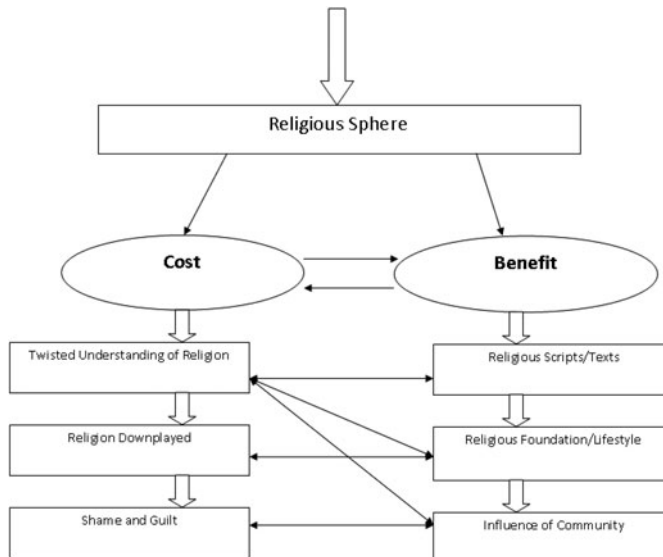 Religious Sphere
Cost
Benefit
Twisted Understanding of Religion
Religious Scripts/Texts
Religion Downplayed
Religious Foundation/Lifestyle
Shame and Guilt
Influence of Community